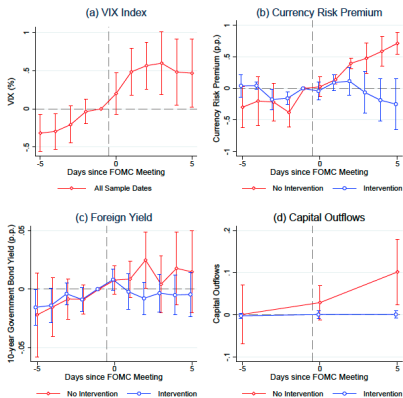 (a) VIX Index
VIX (%)
1
.5
0
-.5
-5
0
5
Days since FOMC Meeting
All Sample Dates
(b) Currency Risk Premium
Currency Risk Premium (p.p.)
1
.5
0
-.5
-1
-5
0
5
Days since FOMC Meeting
No Intervention
Intervention
(c) Foreign Yield
10-year Government Bond Yield (p.p.)
.05
0
-.05
-5
0
5
Days since FOMC Meeting
No Intervention
Intervention
(d) Capital Outflows
Capital Outflows
.2
.1
0
-.1
-5
0
5
Days since FOMC Meeting
No Intervention
Intervention